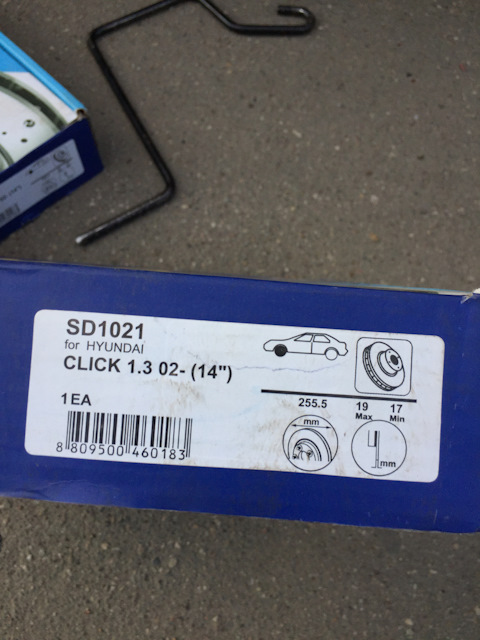 SD1021
for HYUNDAI
CLICK 1.3 02- (14")
1EA
8 809500 460183
255.5
19 17
Max Min
mm
mm